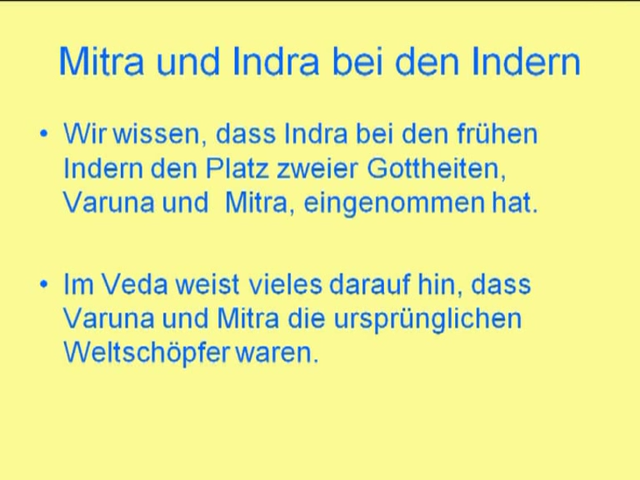 Mitra und Indra bei den Indern
• Wir wissen, dass Indra bei den frühen
Indern den Platz zweier Gottheiten,
Varuna und Mitra, eingenommen hat.
• Im Veda weist vieles darauf hin, dass
Varuna und Mitra die ursprünglichen
Weltschöpfer waren.